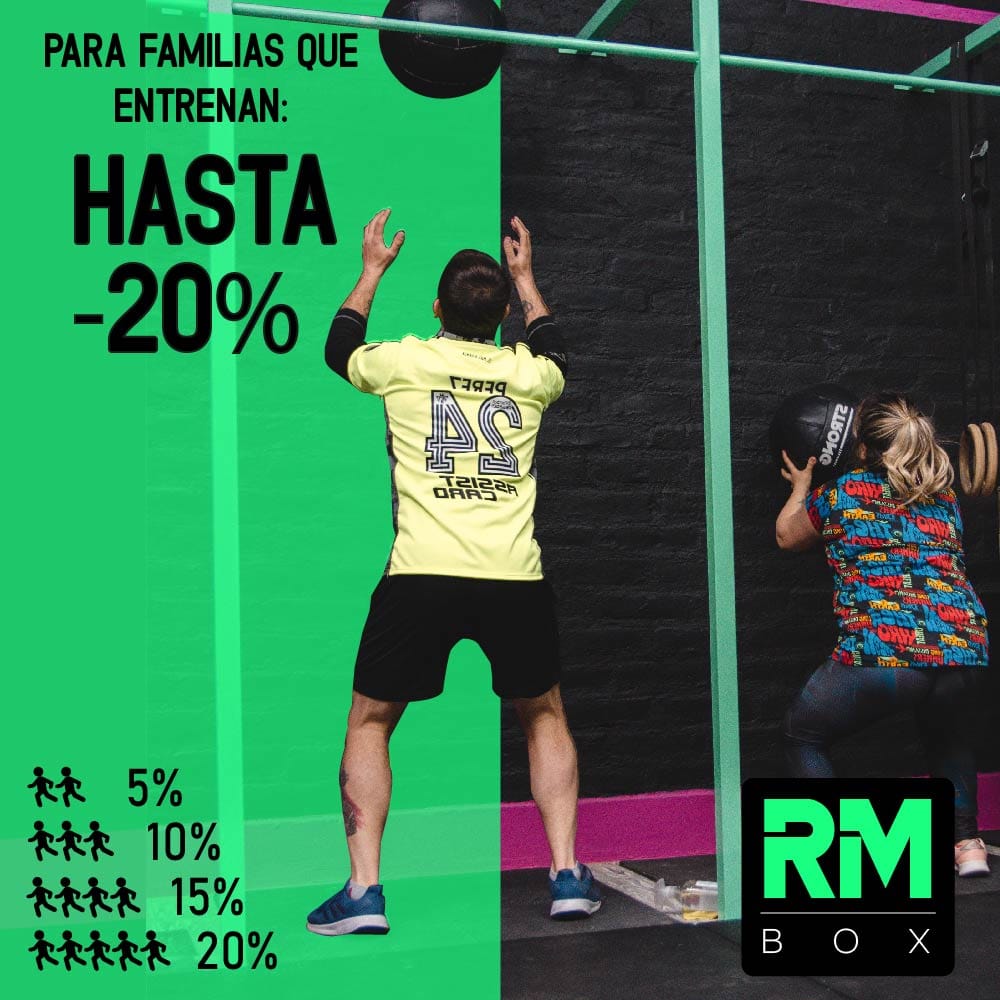 PARA FAMILIAS QUE
ENTRENAN:
HASTA
-20%
PEREZ
24
ASSIST
CARD
STRONG
5%
10%
15%
20%
RM
BOX